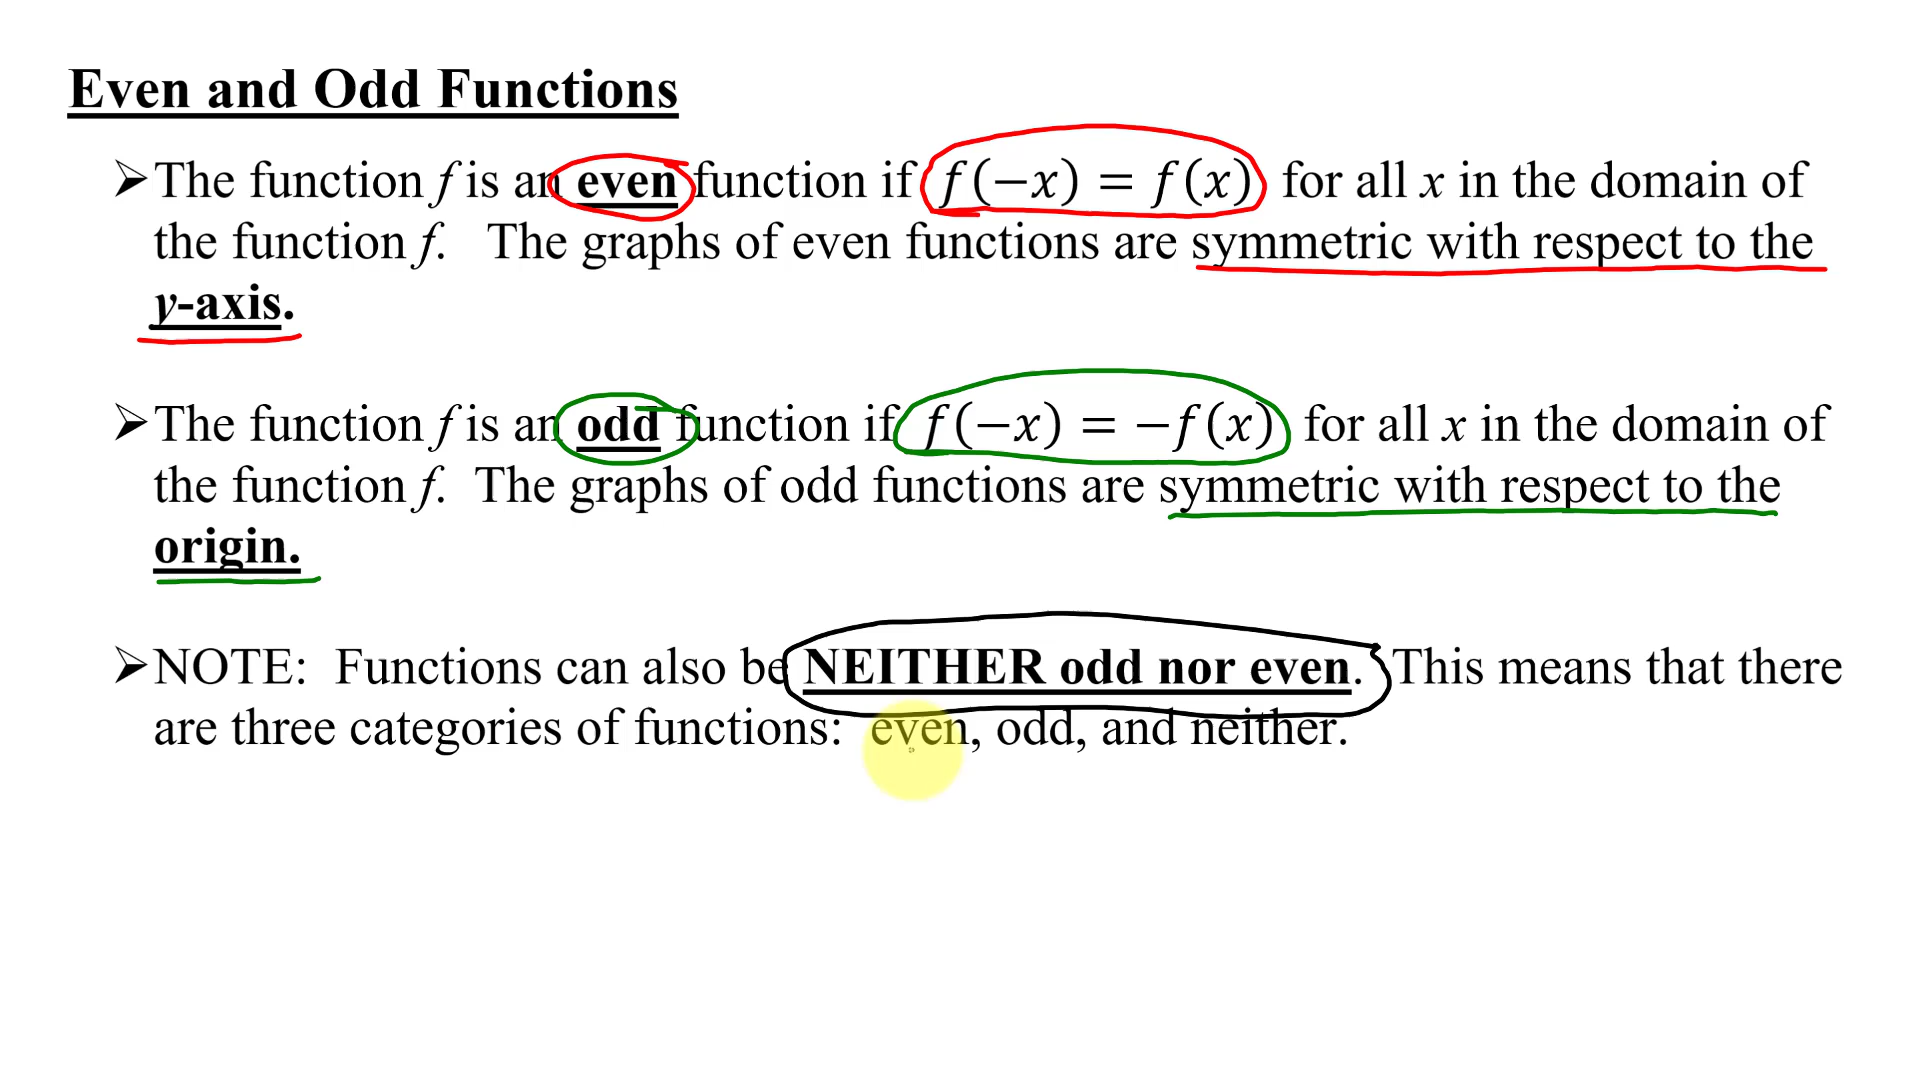 Even and Odd Functions
➢The function f is an even function if f(−x) = f(x) for all x in the domain of
the function f. The graphs of even functions are symmetric with respect to the
y-axis.
➢The function f is an odd function if f(−x) = −f(x) for all x in the domain of
the function f. The graphs of odd functions are symmetric with respect to the
origin.
➢NOTE: Functions can also be NEITHER odd nor even. This means that there
are three categories of functions: even, odd, and neither.